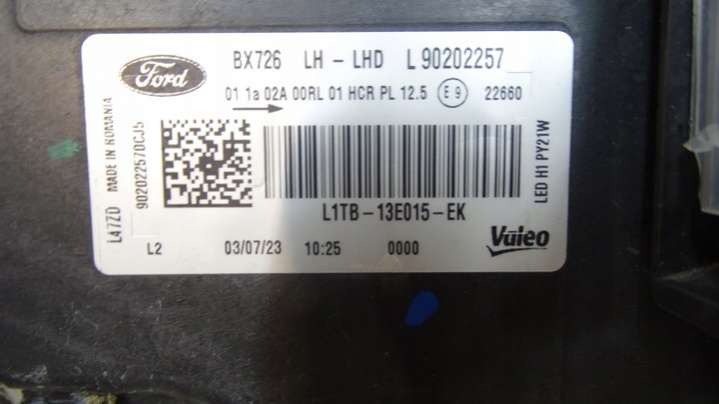 Ford
BX726 LH - LHD L 90202257
01 1a 02A 00RL 01 HCR PL 12.5 E9 22660
L47ZD MADE IN ROMANIA
902022570CJ5
LED H1 PY21W
L1TB-13E015-EK
L2 03/07/23 10:25 0000
Valeo